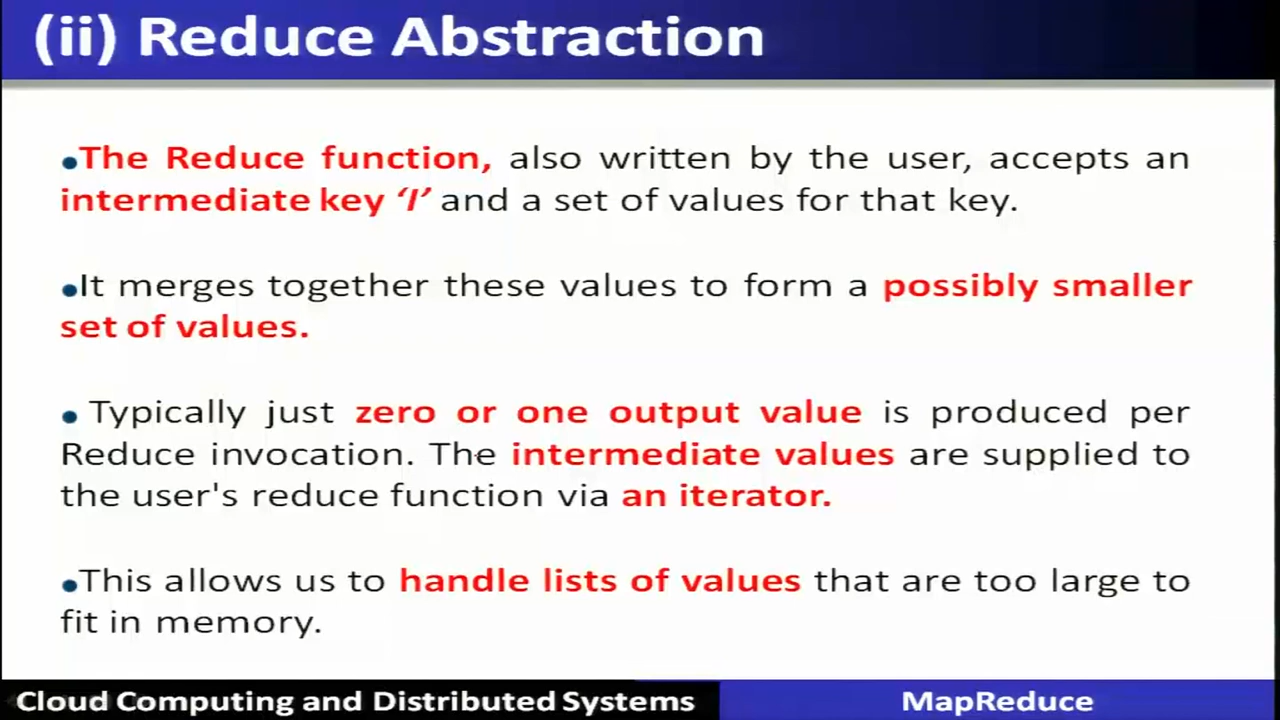 (ii) Reduce Abstraction
•The Reduce function, also written by the user, accepts an
intermediate key ‘I’ and a set of values for that key.
•It merges together these values to form a possibly smaller
set of values.
• Typically just zero or one output value is produced per
Reduce invocation. The intermediate values are supplied to
the user's reduce function via an iterator.
•This allows us to handle lists of values that are too large to
fit in memory.
Cloud Computing and Distributed Systems
MapReduce